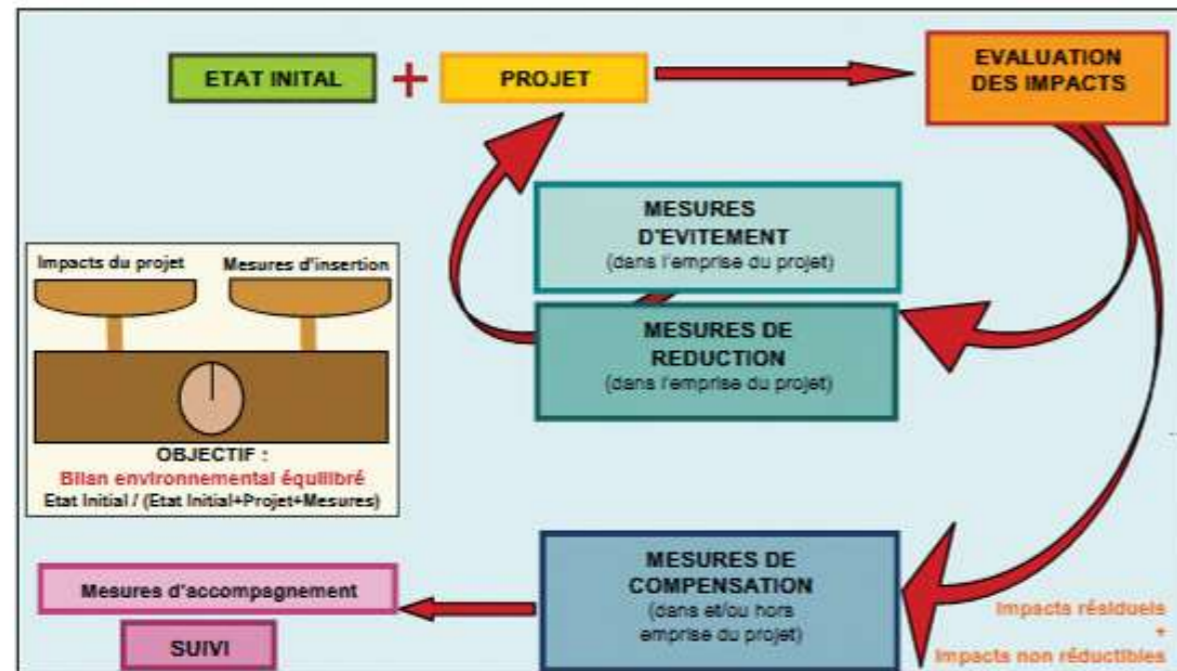 ETAT INITAL + PROJET
EVALUATION
DES IMPACTS
MESURES
D'EVITEMENT
(dans l'emprise du projet)
MESURES DE
REDUCTION
(dans l'emprise du projet)
Impacts du projet
Mesures d'insertion
OBJECTIF :
Bilan environnemental équilibré
Etat Initial / (Etat Initial+Projet+Mesures)
MESURES DE
COMPENSATION
(dans et/ou hors
emprise du projet)
Mesures d'accompagnement
SUIVI
Impacts résiduels
+
Impacts non réductibles